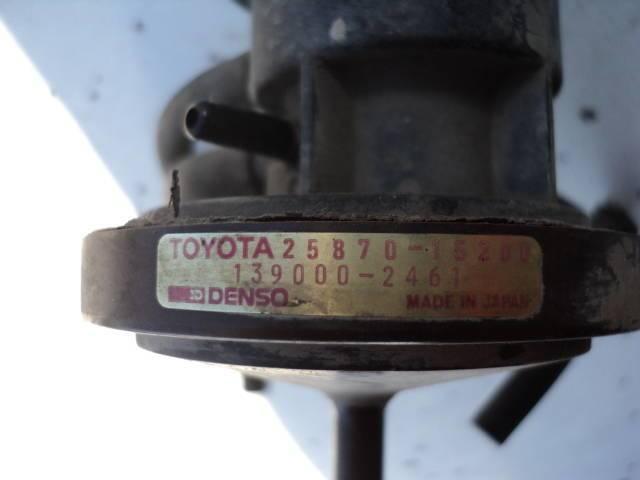 TOYOTA 25870-15200
139000-2461
DENSO MADE IN JAPAN